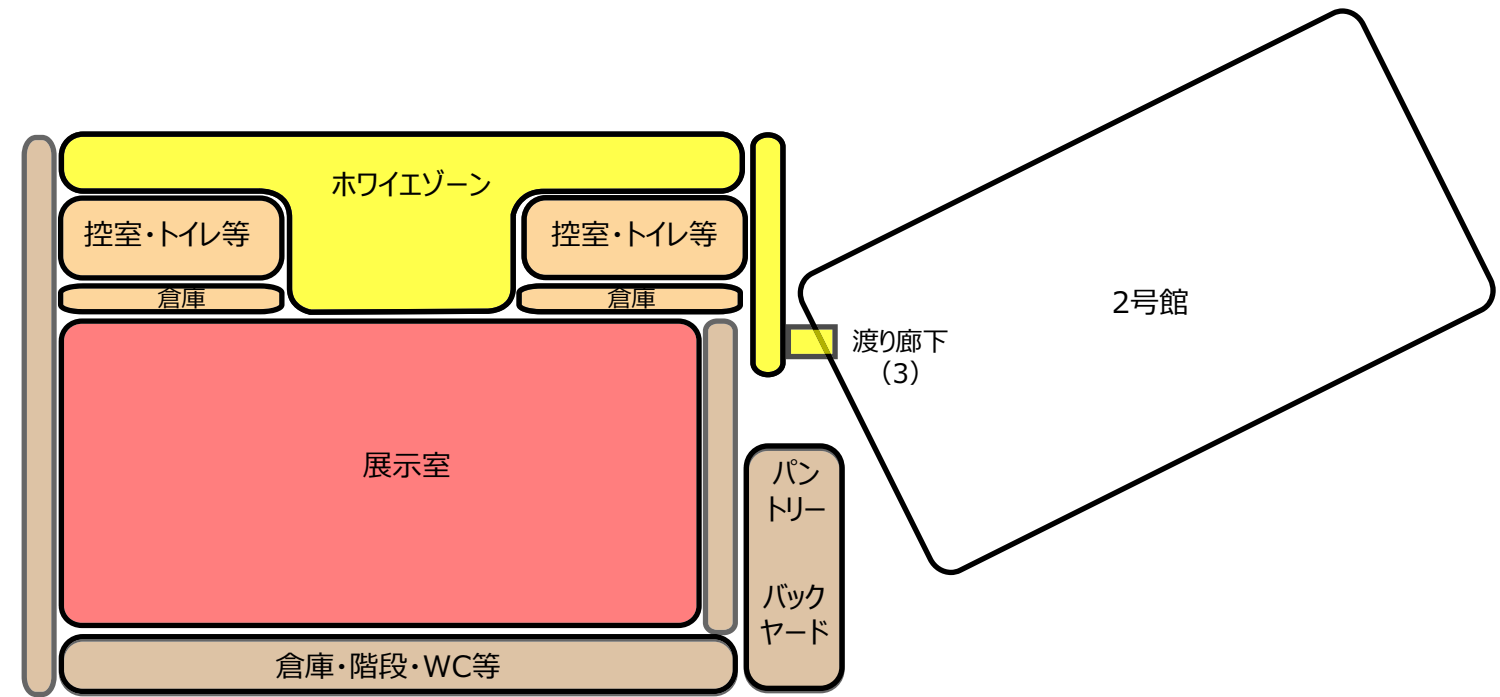 ホワイエゾーン
控室・トイレ等
控室・トイレ等
倉庫
倉庫
2号館
渡り廊下
（3）
展示室
パン
トリー
バック
ヤード
倉庫・階段・WC等